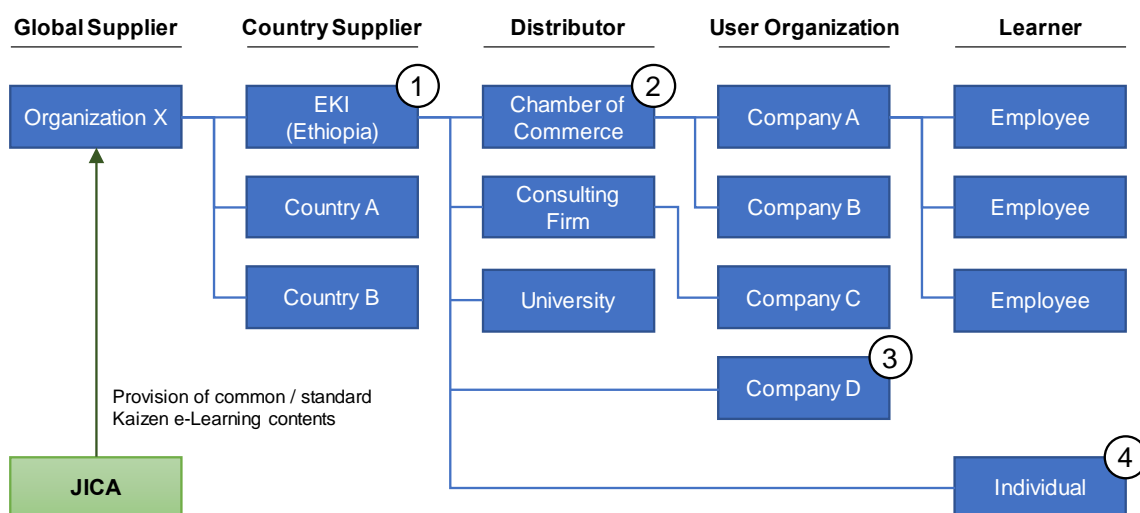 Global Supplier
Country Supplier
Distributor
User Organization
Learner
1
2
Organization X
EKI
(Ethiopia)
Chamber of
Commerce
Company A
Employee
Country A
Consulting
Firm
Company B
Employee
Country B
University
Company C
Employee
3
Company D
Provision of common / standard
Kaizen e-Learning contents
4
JICA
Individual